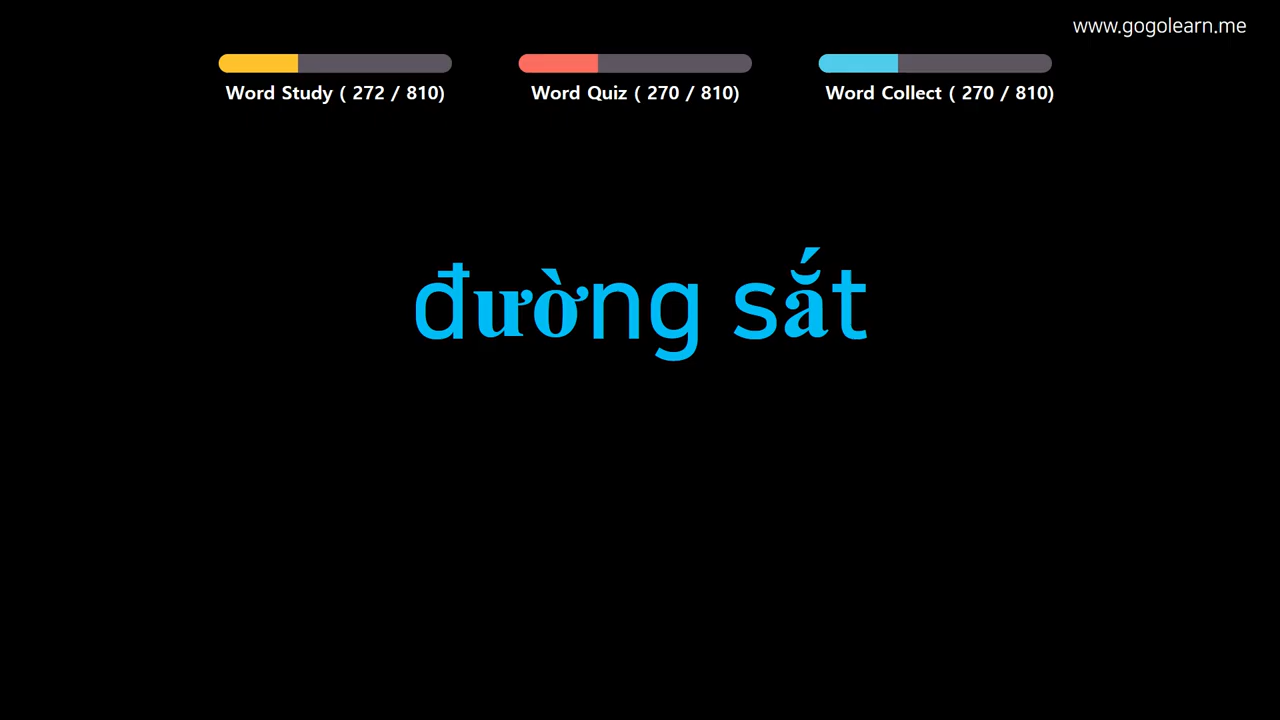 www.gogolearn.me
Word Study ( 272 / 810)
Word Quiz ( 270 / 810)
Word Collect ( 270 / 810)
đường sắt